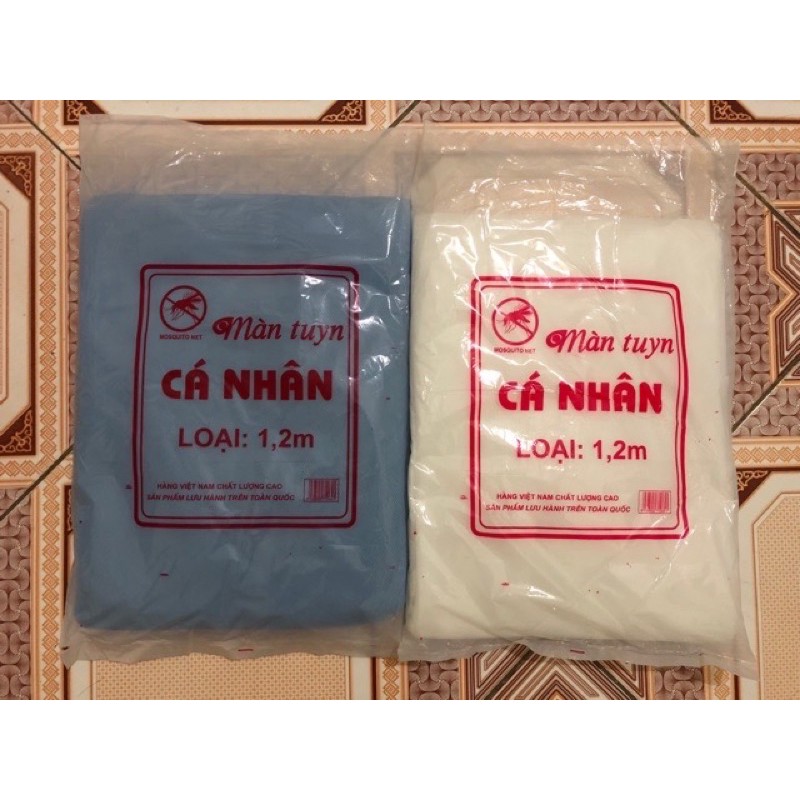 MOSQUITO NET
Màn tuyn
CÁ NHÂN
LOẠI: 1,2m
HÀNG VIỆT NAM CHẤT LƯỢNG CAO
SẢN PHẨM LƯU HÀNH TRÊN TOÀN QUỐC
MOSQUITO NET
Màn tuyn
CÁ NHÂN
LOẠI: 1,2m
HÀNG VIỆT NAM CHẤT LƯỢNG CAO
SẢN PHẨM LƯU HÀNH TRÊN TOÀN QUỐC